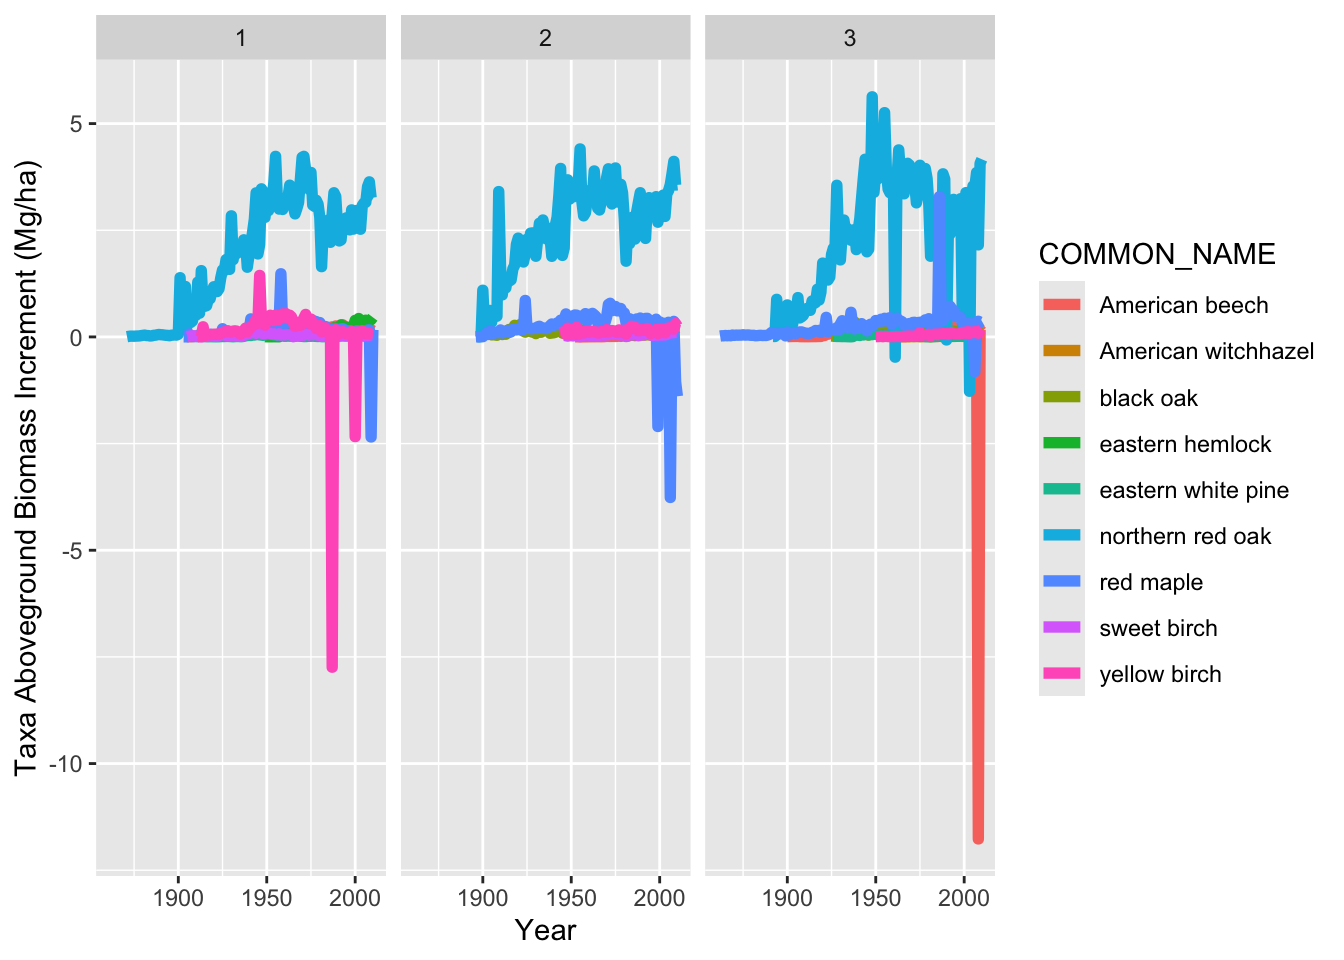 1 2 3
Taxa Aboveground Biomass Increment (Mg/ha)
5
0
-5
-10
1900 1950 2000 1900 1950 2000 1900 1950 2000
Year
COMMON_NAME
American beech
American witchhazel
black oak
eastern hemlock
eastern white pine
northern red oak
red maple
sweet birch
yellow birch